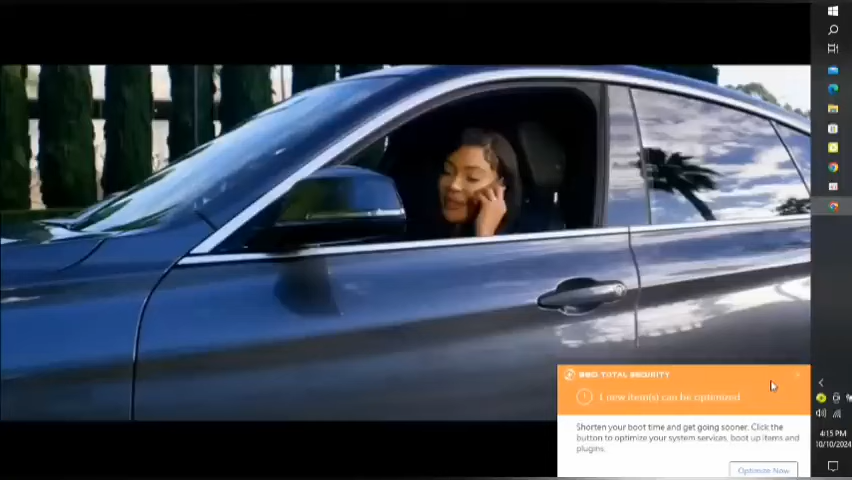 360 TOTAL SECURITY
1 new item(s) can be optimized
Shorten your boot time and get going sooner. Click the
button to optimize your system services, boot up items and
plugins.
Optimize Now
4:15 PM
10/10/2024